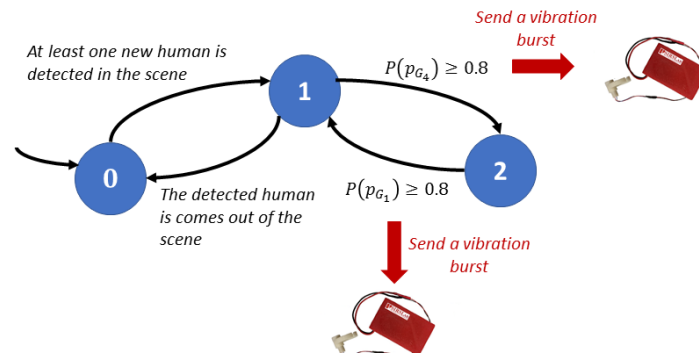 Send a vibration
burst
At least one new human is
detected in the scene
P(p_{G_4}) ≥ 0.8
1
0
2
The detected human
is comes out of the
scene
P(p_{G_1}) ≥ 0.8
Send a vibration
burst